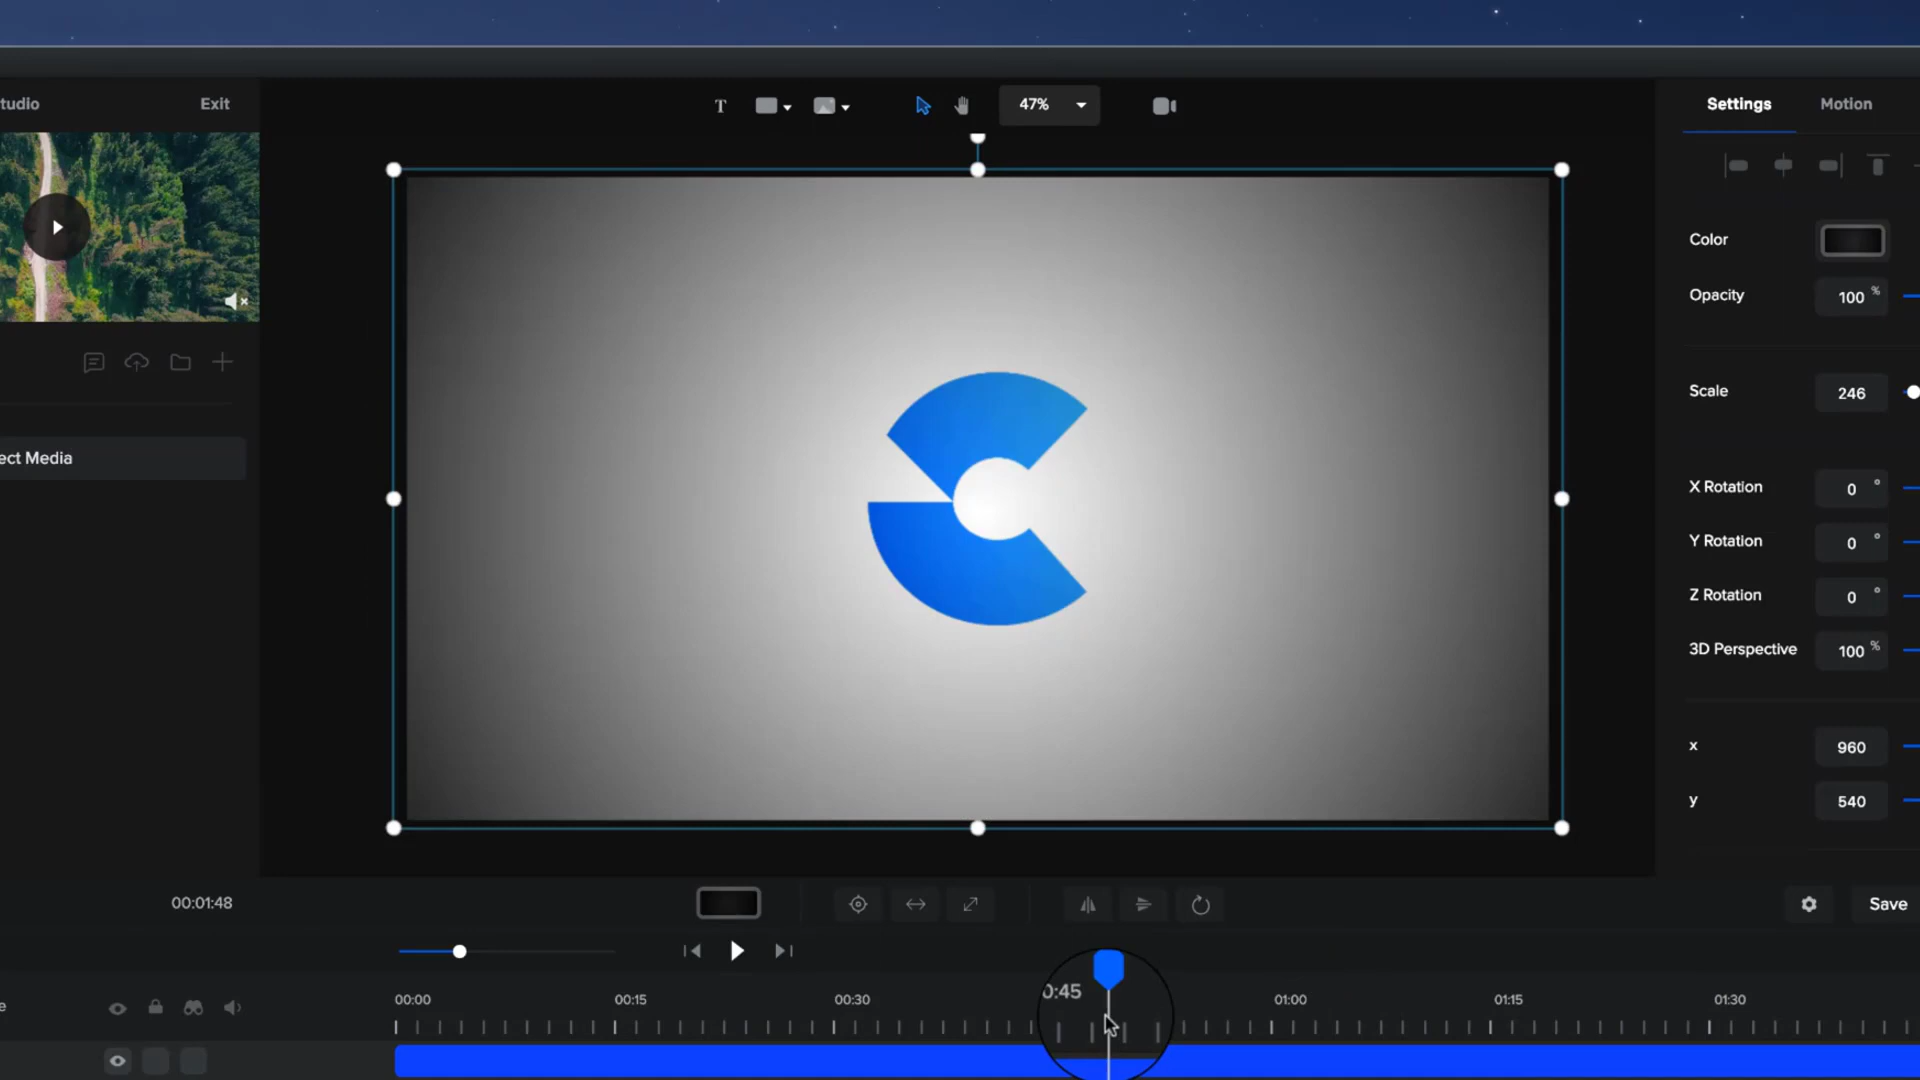 tudio
Exit
T
47%
Settings
Motion
Color
Opacity
100 %
Scale
246
ect Media
X Rotation
0 °
Y Rotation
0 °
Z Rotation
0 °
3D Perspective
100 %
x
960
y
540
00:01:48
Save
e
00:00
00:15
00:30
0:45
01:00
01:15
01:30